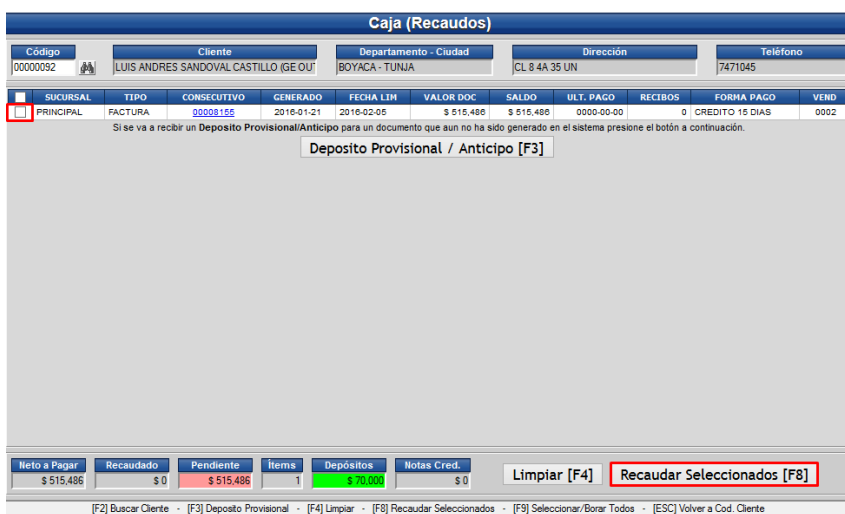 Caja (Recaudos)
Código Cliente Departamento - Ciudad Dirección Teléfono
00000092 LUIS ANDRES SANDOVAL CASTILLO (GE OUT BOYACA - TUNJA CL 8 4A 35 UN 7471045
SUCURSAL TIPO CONSECUTIVO GENERADO FECHA LIM VALOR DOC SALDO ULT. PAGO RECIBOS FORMA PAGO VEND
PRINCIPAL FACTURA 00008155 2016-01-21 2016-02-05 $ 515,486 $ 515,486 0000-00-00 0 CREDITO 15 DIAS 0002
Si se va a recibir un Deposito Provisional/Anticipo para un documento que aun no ha sido generado en el sistema presione el botón a continuación.
Deposito Provisional / Anticipo [F3]
Neto a Pagar Recaudado Pendiente Ítems Depósitos Notas Cred.
$ 515,486 $ 0 $ 515,486 1 $ 70,000 $ 0
Limpiar [F4] Recaudar Seleccionados [F8]
[F2] Buscar Cliente - [F3] Deposito Provisional - [F4] Limpiar - [F8] Recaudar Seleccionados - [F9] Seleccionar/Borar Todos - [ESC] Volver a Cod. Cliente